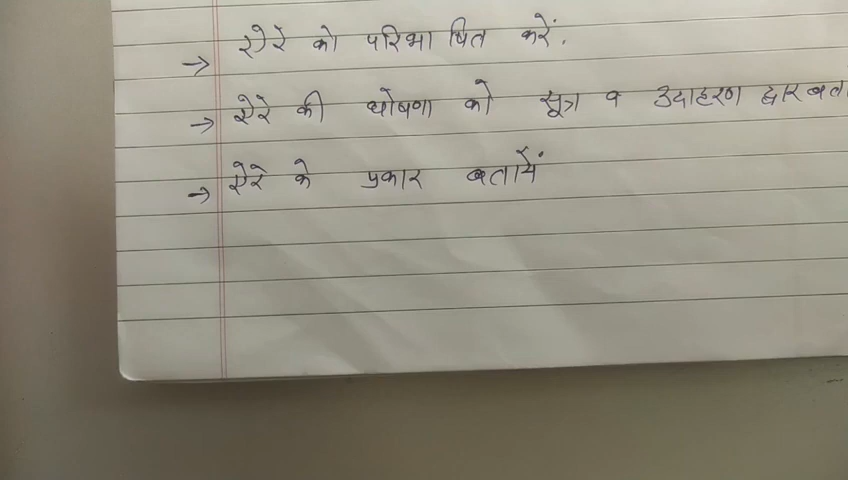 → ऐरे को परिभाषित करें.
→ ऐरे की घोषणा को सूत्र व उदाहरण द्वार
→ ऐरे के प्रकार बतायें